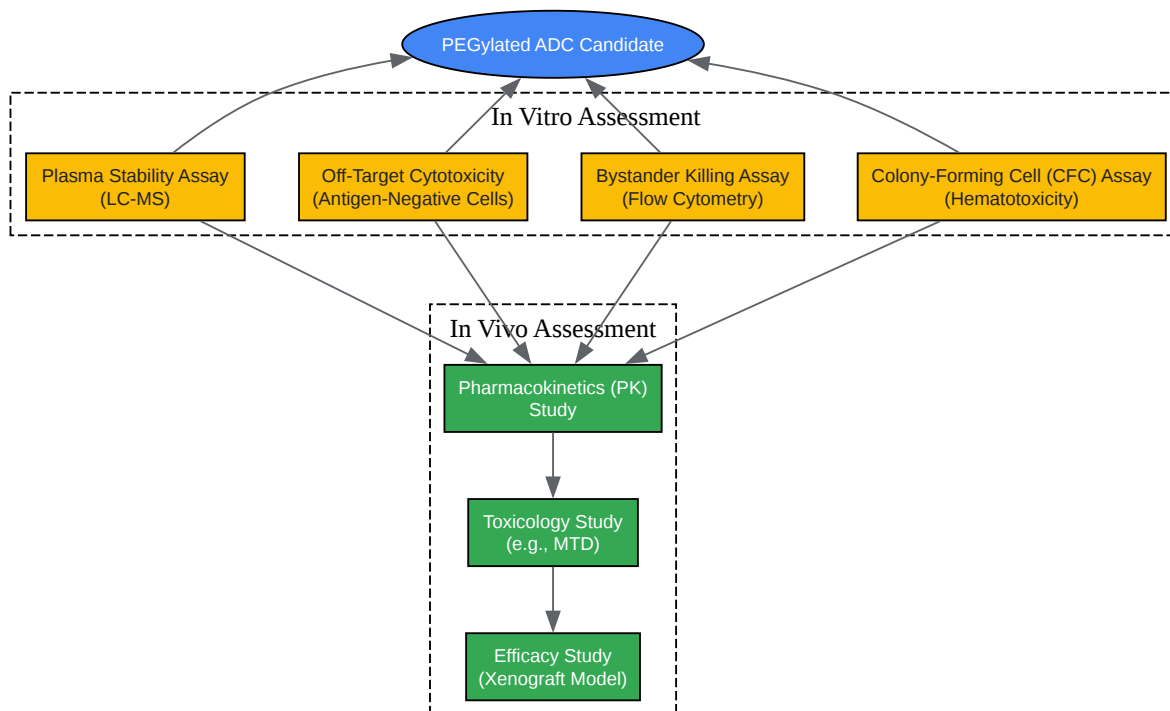 PEGylated ADC Candidate
In Vitro Assessment
Plasma Stability Assay
(LC-MS)
Off-Target Cytotoxicity
(Antigen-Negative Cells)
Bystander Killing Assay
(Flow Cytometry)
Colony-Forming Cell (CFC) Assay
(Hematotoxicity)
In Vivo Assessment
Pharmacokinetics (PK)
Study
Toxicology Study
(e.g., MTD)
Efficacy Study
(Xenograft Model)